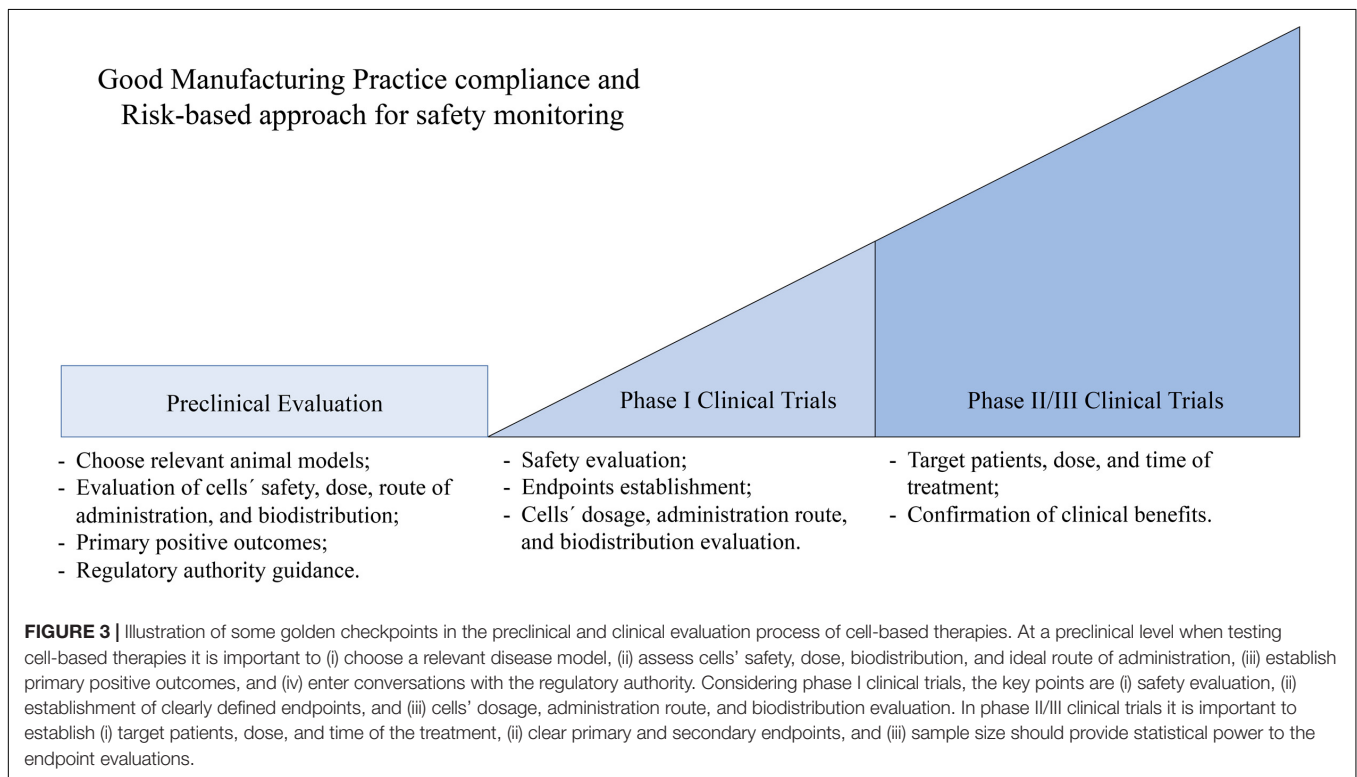 Good Manufacturing Practice compliance and
Risk-based approach for safety monitoring
Preclinical Evaluation
Phase I Clinical Trials
Phase II/III Clinical Trials
- Choose relevant animal models;
- Evaluation of cells´ safety, dose, route of
administration, and biodistribution;
- Primary positive outcomes;
- Regulatory authority guidance.
- Safety evaluation;
- Endpoints establishment;
- Cells´ dosage, administration route,
and biodistribution evaluation.
- Target patients, dose, and time of
treatment;
- Confirmation of clinical benefits.
FIGURE 3 | Illustration of some golden checkpoints in the preclinical and clinical evaluation process of cell-based therapies. At a preclinical level when testing
cell-based therapies it is important to (i) choose a relevant disease model, (ii) assess cells’ safety, dose, biodistribution, and ideal route of administration, (iii) establish
primary positive outcomes, and (iv) enter conversations with the regulatory authority. Considering phase I clinical trials, the key points are (i) safety evaluation, (ii)
establishment of clearly defined endpoints, and (iii) cells’ dosage, administration route, and biodistribution evaluation. In phase II/III clinical trials it is important to
establish (i) target patients, dose, and time of the treatment, (ii) clear primary and secondary endpoints, and (iii) sample size should provide statistical power to the
endpoint evaluations.